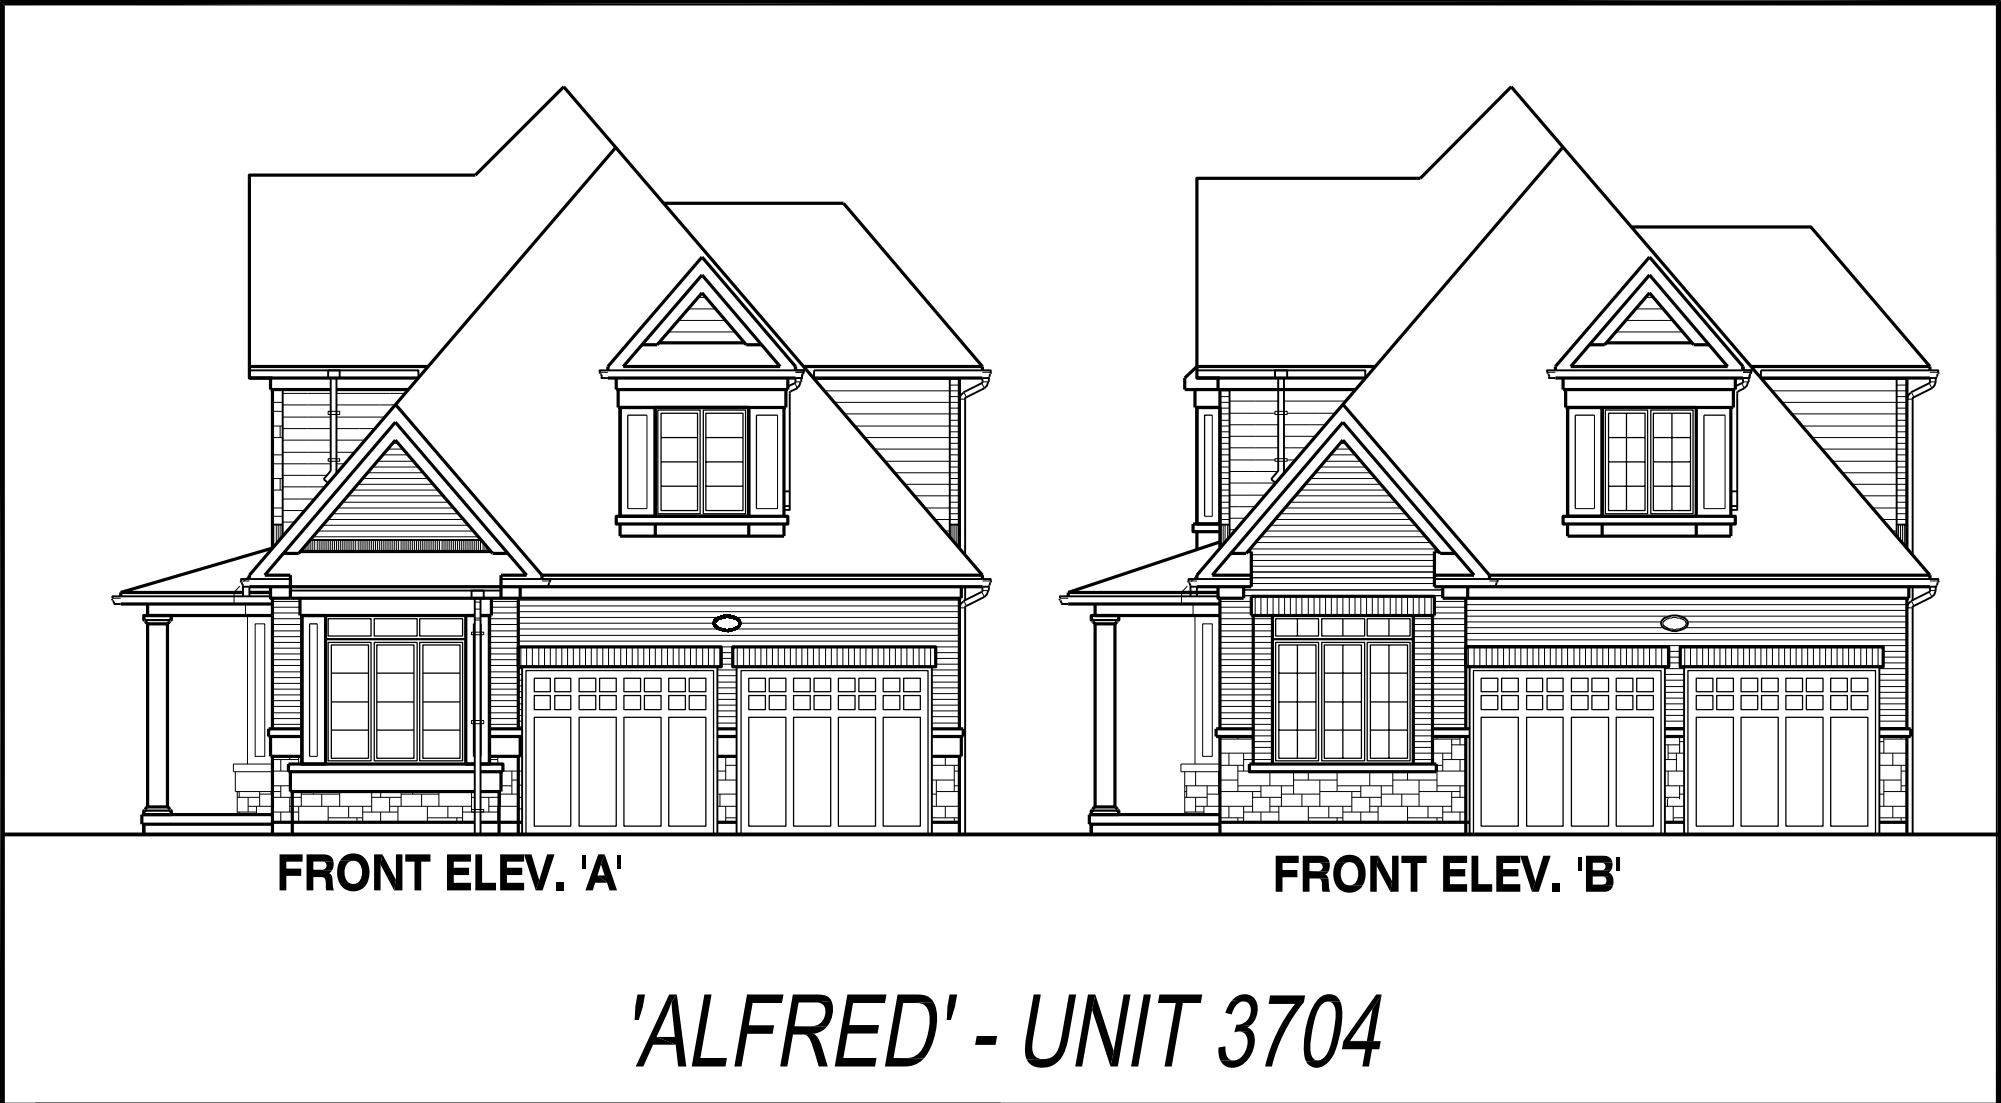 FRONT ELEV. 'A'
FRONT ELEV. 'B'
'ALFRED' - UNIT 3704